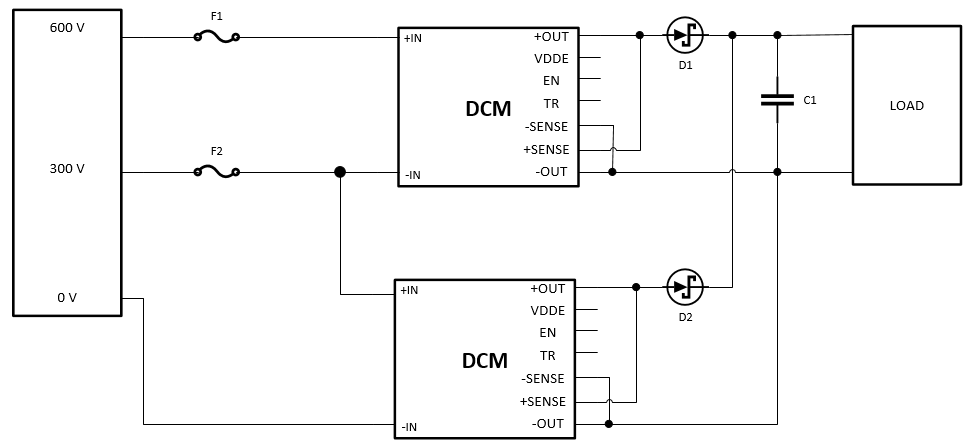 600 V
F1
+IN
+OUT
D1
VDDE
EN
TR
DCM
-SENSE
+SENSE
-OUT
-IN
C1
LOAD
300 V
F2
0 V
+IN
+OUT
D2
VDDE
EN
TR
DCM
-SENSE
+SENSE
-OUT
-IN